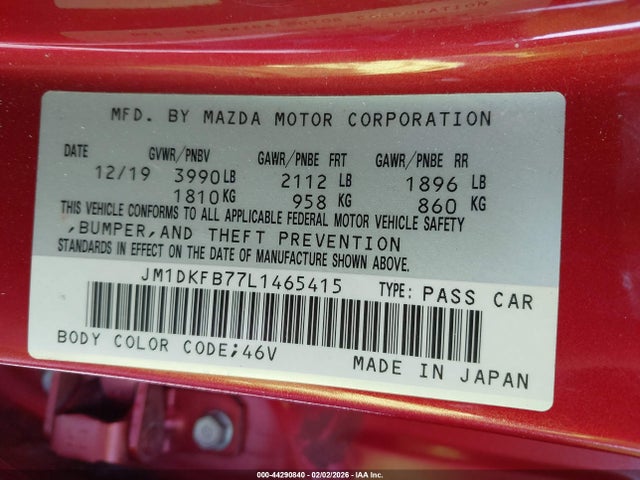 MFD. BY MAZDA MOTOR CORPORATION
DATE GVWR/PNBV GAWR/PNBE FRT GAWR/PNBE RR
12/19 3990LB 2112 LB 1896 LB
1810KG 958 KG 860 KG
THIS VEHICLE CONFORMS TO ALL APPLICABLE FEDERAL MOTOR VEHICLE SAFETY
,BUMPER,AND THEFT PREVENTION
STANDARDS IN EFFECT ON THE DATE OF MANUFACTURE SHOWN ABOVE.
JM1DKFB77L1465415 TYPE: PASS CAR
BODY COLOR CODE;46V MADE IN JAPAN
000-44290840 - 02/02/2026 - IAA Inc.